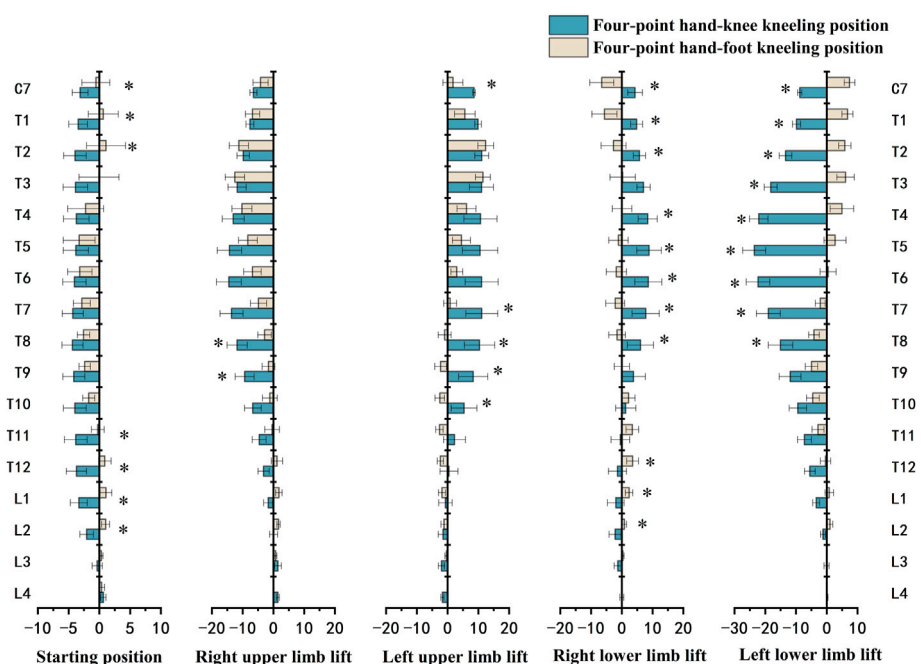 Four-point hand-knee kneeling position
Four-point hand-foot kneeling position
C7 * * * * C7
T1 * * * T1
T2 * * * T2
T3 * T3
T4 * * T4
T5 * * T5
T6 * * T6
T7 * * * T7
T8 * * * * T8
T9 * * T9
T10 * T10
T11 * T11
T12 * * T12
L1 * * L1
L2 * * L2
L3 L3
L4 L4
-10 -5 0 5 10 -20 -10 0 10 20 -20 -10 0 10 20 -20 -10 0 10 20 -30 -20 -10 0 10 20
Starting position Right upper limb lift Left upper limb lift Right lower limb lift Left lower limb lift